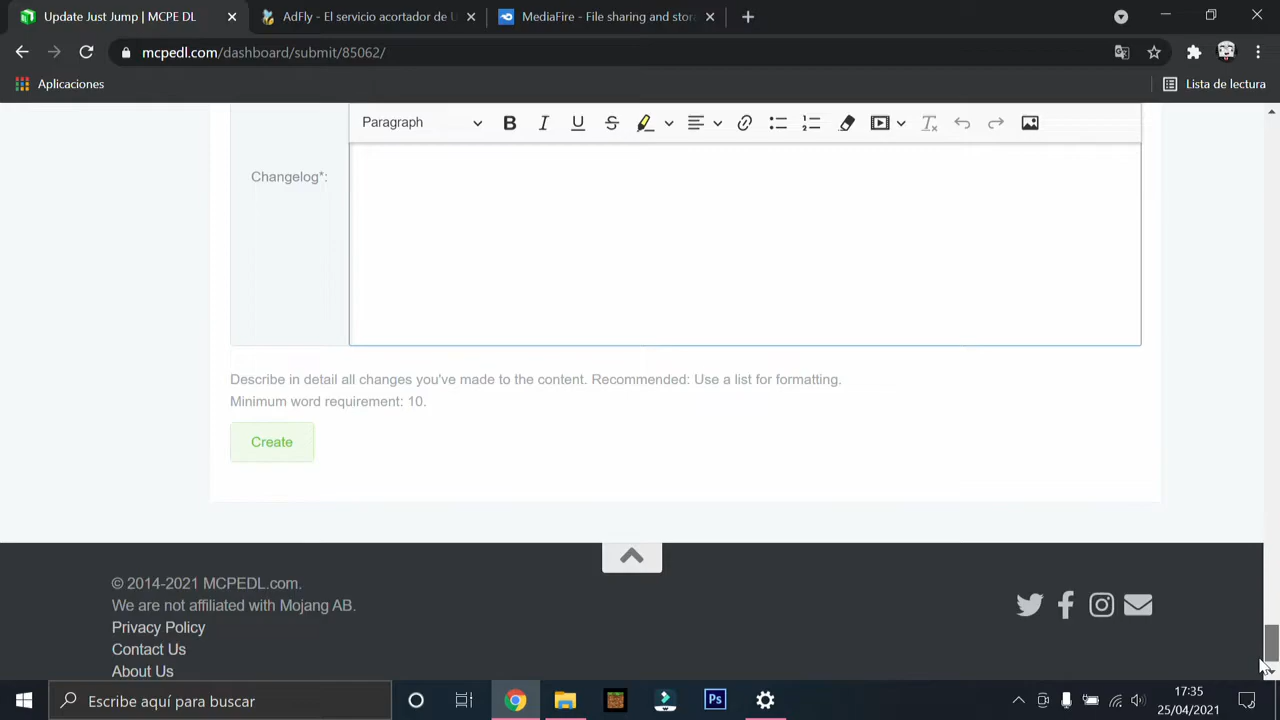 Update Just Jump | MCPE DL
AdFly - El servicio acortador de U
MediaFire - File sharing and stor
mcpedl.com/dashboard/submit/85062/
Aplicaciones
Lista de lectura
Paragraph
Changelog*:
Describe in detail all changes you've made to the content. Recommended: Use a list for formatting.
Minimum word requirement: 10.
Create
© 2014-2021 MCPEDL.com.
We are not affiliated with Mojang AB.
Privacy Policy
Contact Us
About Us
Escribe aquí para buscar
Ps
17:35
25/04/2021